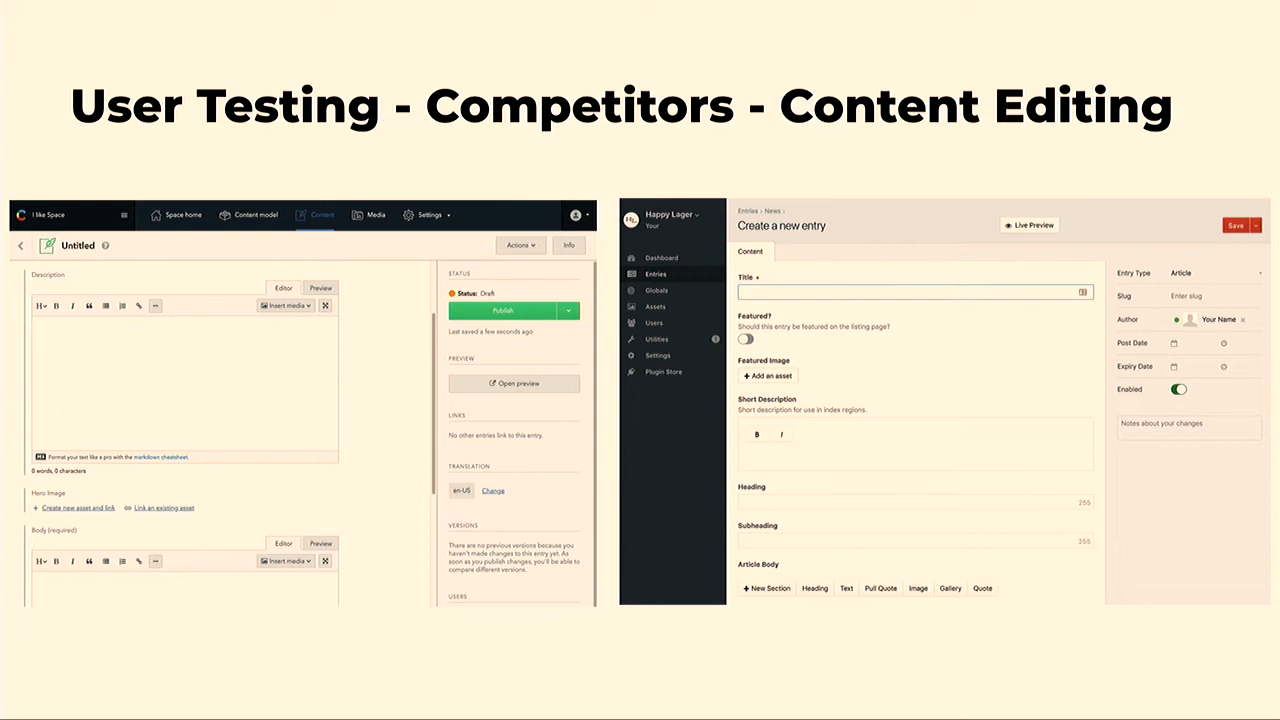 User Testing - Competitors - Content Editing
I like Space
Space home
Content model
Content
Media
Settings
Untitled
Actions
Info
Description
Editor
Preview
H
B
I
Insert media
Format your text like a pro with the markdown cheatsheet.
0 words, 0 characters
Hero Image
+ Create new asset and link
Link an existing asset
Body (required)
Editor
Preview
H
B
I
Insert media
STATUS
Status: Draft
Publish
Last saved a few seconds ago
PREVIEW
Open preview
LINKS
No other entries link to this entry.
TRANSLATION
en-US
Change
VERSIONS
There are no previous versions because you
haven't made changes to this entry yet. As
soon as you publish changes, you'll be able to
compare different versions.
USERS
HL
Happy Lager
Your
Dashboard
Entries
Globals
Assets
Users
Utilities
Settings
Plugin Store
Entries › News ›
Create a new entry
Live Preview
Save
Content
Title
Featured?
Should this entry be featured on the listing page?
Featured Image
+ Add an asset
Short Description
Short description for use in index regions.
B
I
Heading
255
Subheading
255
Article Body
+ New Section
Heading
Text
Pull Quote
Image
Gallery
Quote
Entry Type
Article
Slug
Enter slug
Author
Your Name
Post Date
Expiry Date
Enabled
Notes about your changes